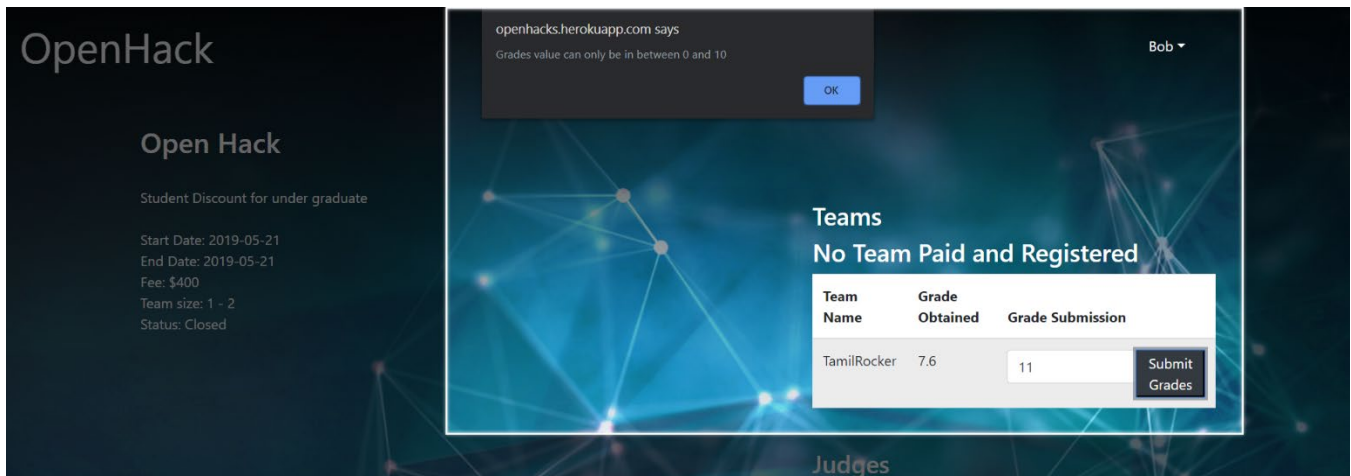 OpenHack
openhacks.herokuapp.com says
Grades value can only be in between 0 and 10
OK
Bob
Open Hack
Student Discount for under graduate
Start Date: 2019-05-21
End Date: 2019-05-21
Fee: $400
Team size: 1 - 2
Status: Closed
Teams
No Team Paid and Registered
Team Name Grade Obtained Grade Submission
TamilRocker 7.6 11 Submit Grades
Judges